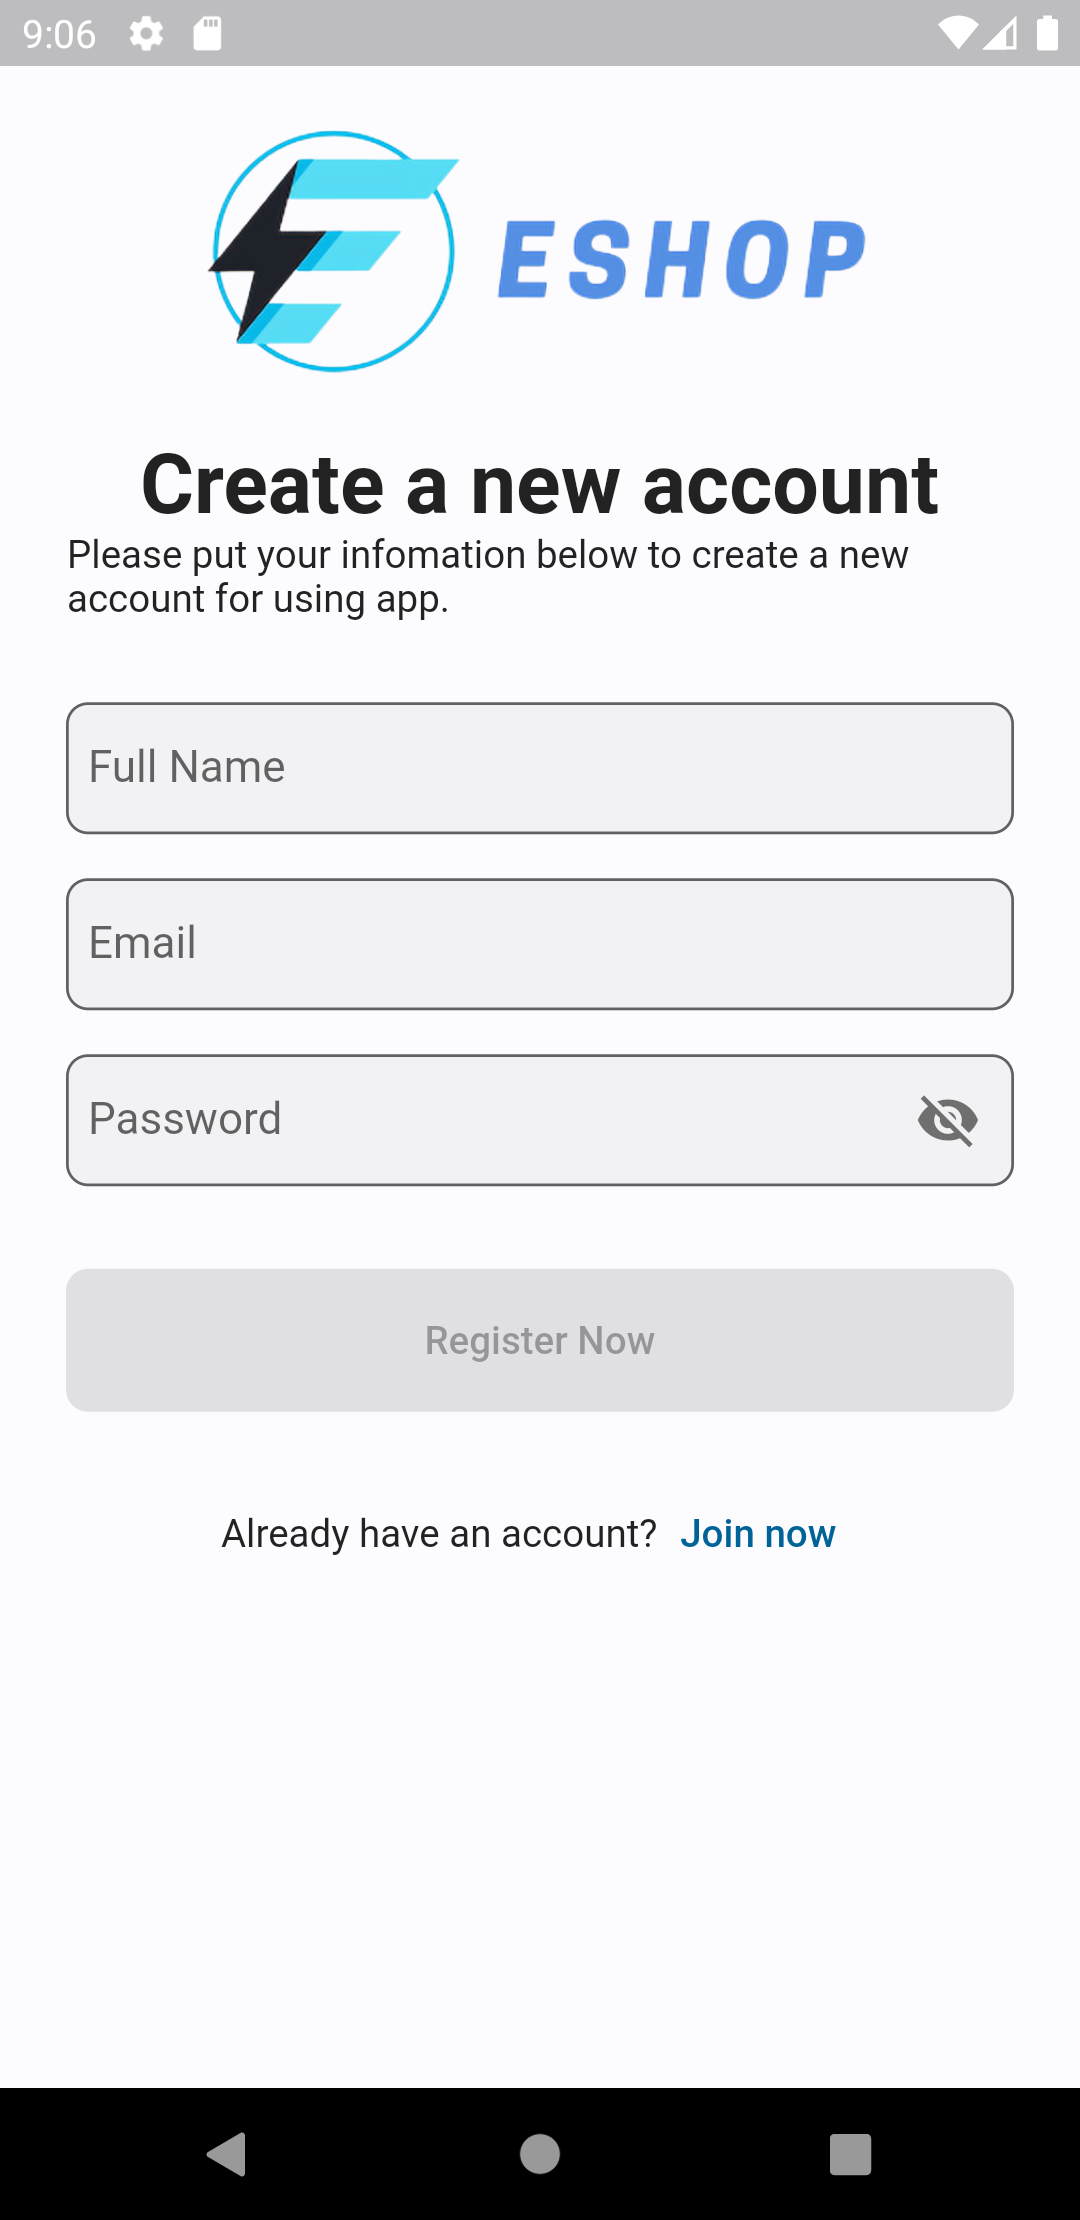 9:06
ESHOP
Create a new account
Please put your infomation below to create a new
account for using app.
Full Name
Email
Password
Register Now
Already have an account? Join now